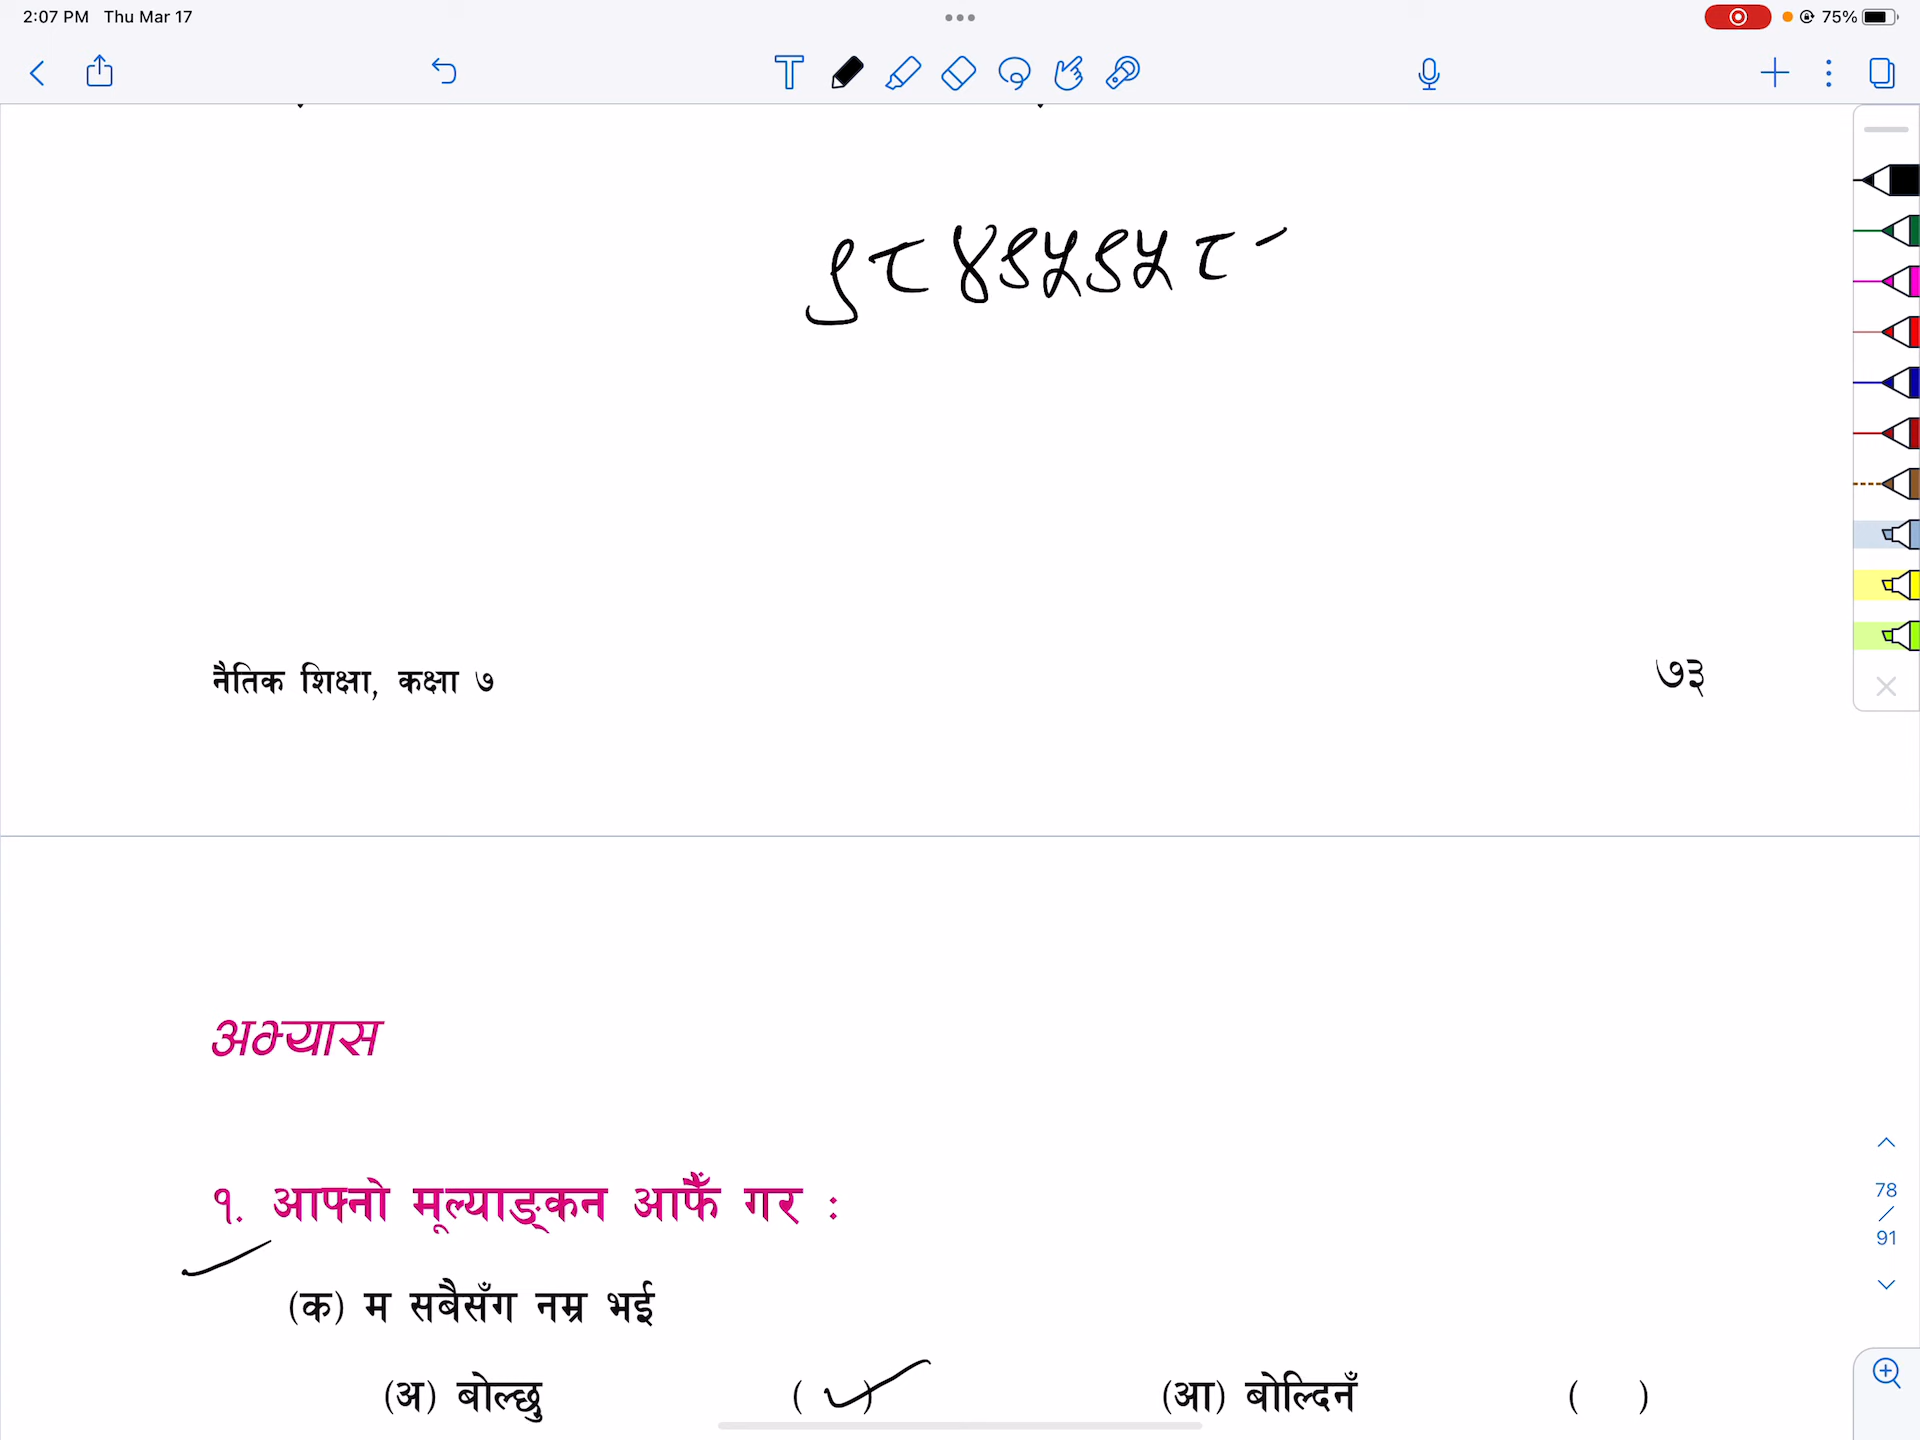 2:07 PM Thu Mar 17
75%
९८४९५९५८-
नैतिक शिक्षा, कक्षा ७
७३
अभ्यास
१. आफ्नो मूल्याङ्कन आफैँ गर :
(क) म सबैसँग नम्र भई
(अ) बोल्छु ( ✓ ) (आ) बोल्दिनँ ( )
78
/
91